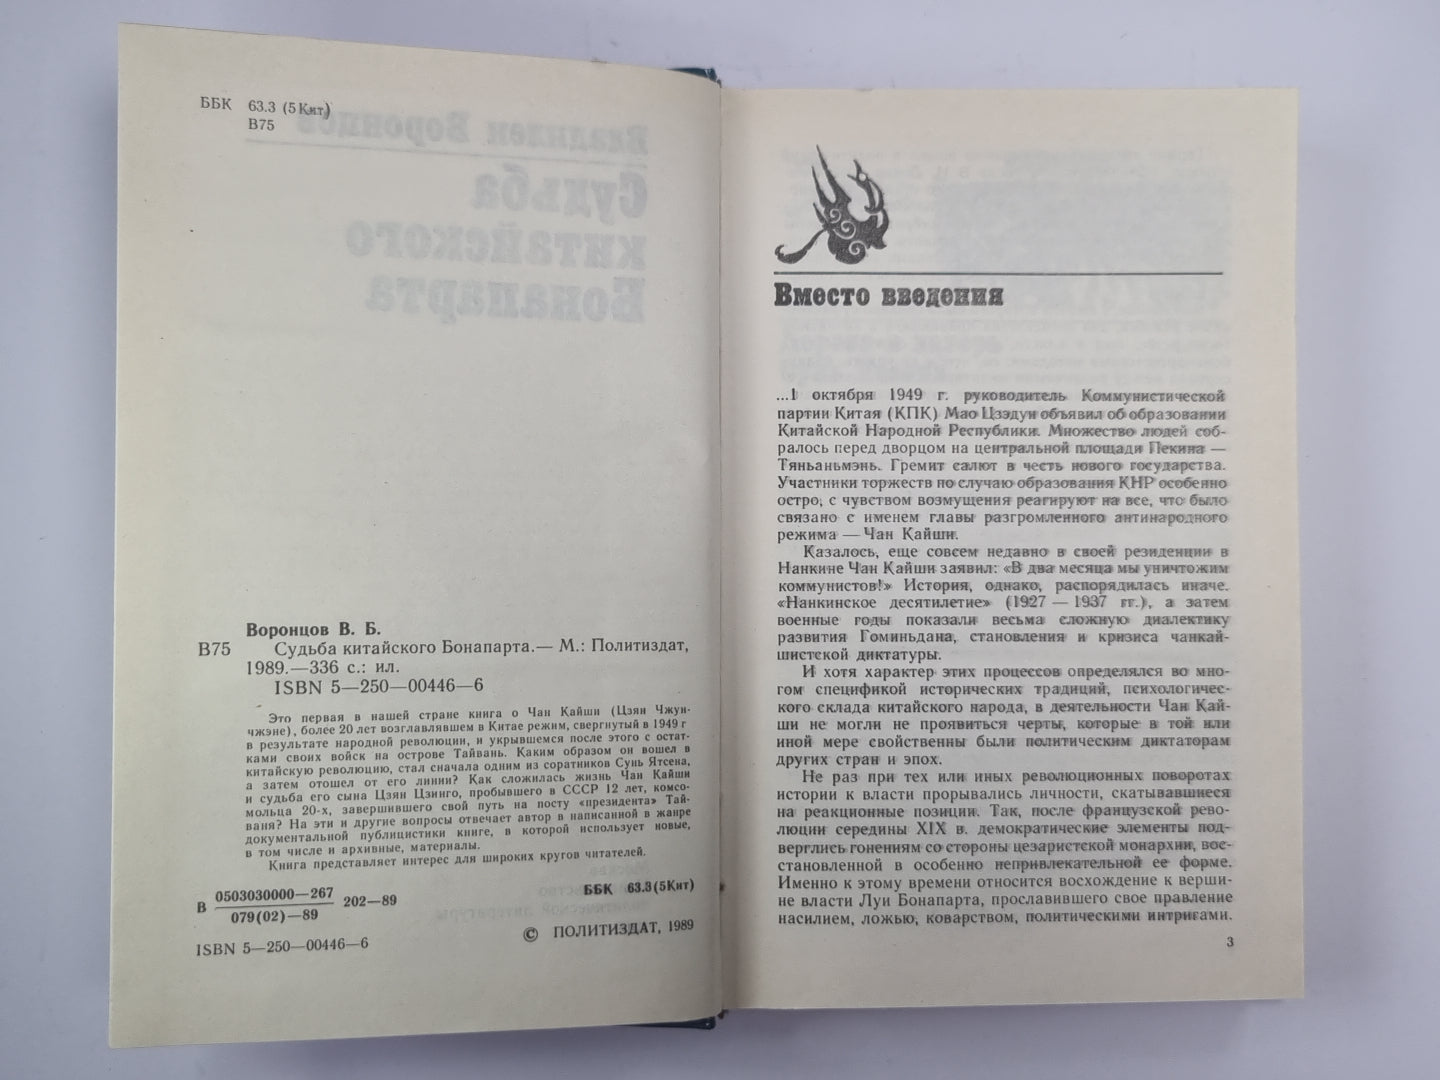 ББК 63.3 (5Кит)
В75
Воронцов В. Б.
В75 Судьба китайского Бонапарта.— М.: Политиздат,
1989.—336 с.: ил.
ISBN 5—250—00446—6
Это первая в нашей стране книга о Чан Кайши (Цзян Чжун-
чжэне), более 20 лет возглавлявшем в Китае режим, свергнутый в 1949 г
в результате народной революции, и укрывшемся после этого с остат-
ками своих войск на острове Тайвань. Каким образом он вошел в
китайскую революцию, стал сначала одним из соратников Сунь Ятсена,
а затем отошел от его линии? Как сложилась жизнь Чан Кайши
и судьба его сына Цзян Цзинго, пробывшего в СССР 12 лет, комсо-
мольца 20-х, завершившего свой путь на посту «президента» Тай-
ваня? На эти и другие вопросы отвечает автор в написанной в жанре
документальной публицистики книге, в которой использует новые,
в том числе и архивные, материалы.
Книга представляет интерес для широких кругов читателей.
В 0503030000—267 202—89
079(02)—89
ББК 63.3(5Кит)
ISBN 5—250—00446—6
© ПОЛИТИЗДАТ, 1989
Вместо введения
...1 октября 1949 г. руководитель Коммунистической
партии Китая (КПК) Мао Цзэдун объявил об образовании
Китайской Народной Республики. Множество людей соб-
ралось перед дворцом на центральной площади Пекина —
Тяньаньмэнь. Гремит салют в честь нового государства.
Участники торжеств по случаю образования КНР особенно
остро, с чувством возмущения реагируют на все, что было
связано с именем главы разгромленного антинародного
режима — Чан Кайши.
Казалось, еще совсем недавно в своей резиденции в
Нанкине Чан Кайши заявил: «В два месяца мы уничтожим
коммунистов!» История, однако, распорядилась иначе.
«Нанкинское десятилетие» (1927 — 1937 гг.), а затем
военные годы показали весьма сложную диалектику
развития Гоминьдана, становления и кризиса чанкай-
шистской диктатуры.
И хотя характер этих процессов определялся во мно-
гом спецификой исторических традиций, психологичес-
кого склада китайского народа, в деятельности Чан Кай-
ши не могли не проявиться черты, которые в той или
иной мере свойственны были политическим диктаторам
других стран и эпох.
Не раз при тех или иных революционных поворотах
истории к власти прорывались личности, скатывавшиеся
на реакционные позиции. Так, после французской рево-
люции середины XIX в. демократические элементы под-
верглись гонениям со стороны цезаристской монархии, вос-
становленной в особенно непривлекательной ее форме.
Именно к этому времени относится восхождение к верши-
не власти Луи Бонапарта, прославившего свое правление
насилием, ложью, коварством, политическими интригами.
3